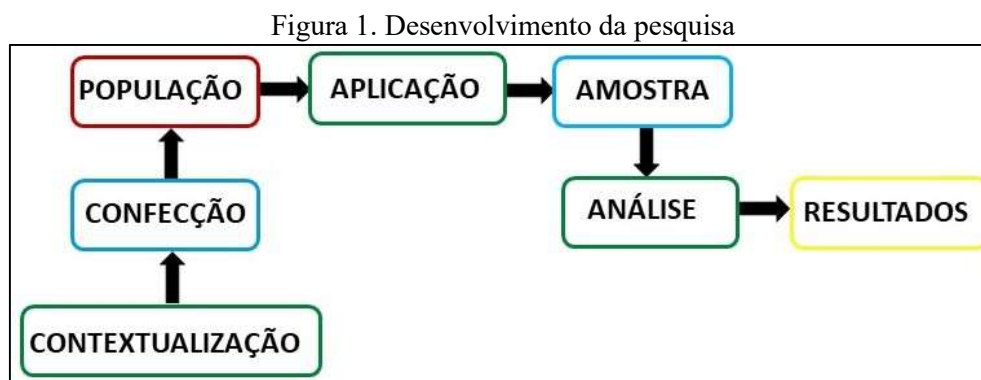 Figura 1. Desenvolvimento da pesquisa
POPULAÇÃO
APLICAÇÃO
AMOSTRA
CONFECÇÃO
ANÁLISE
RESULTADOS
CONTEXTUALIZAÇÃO